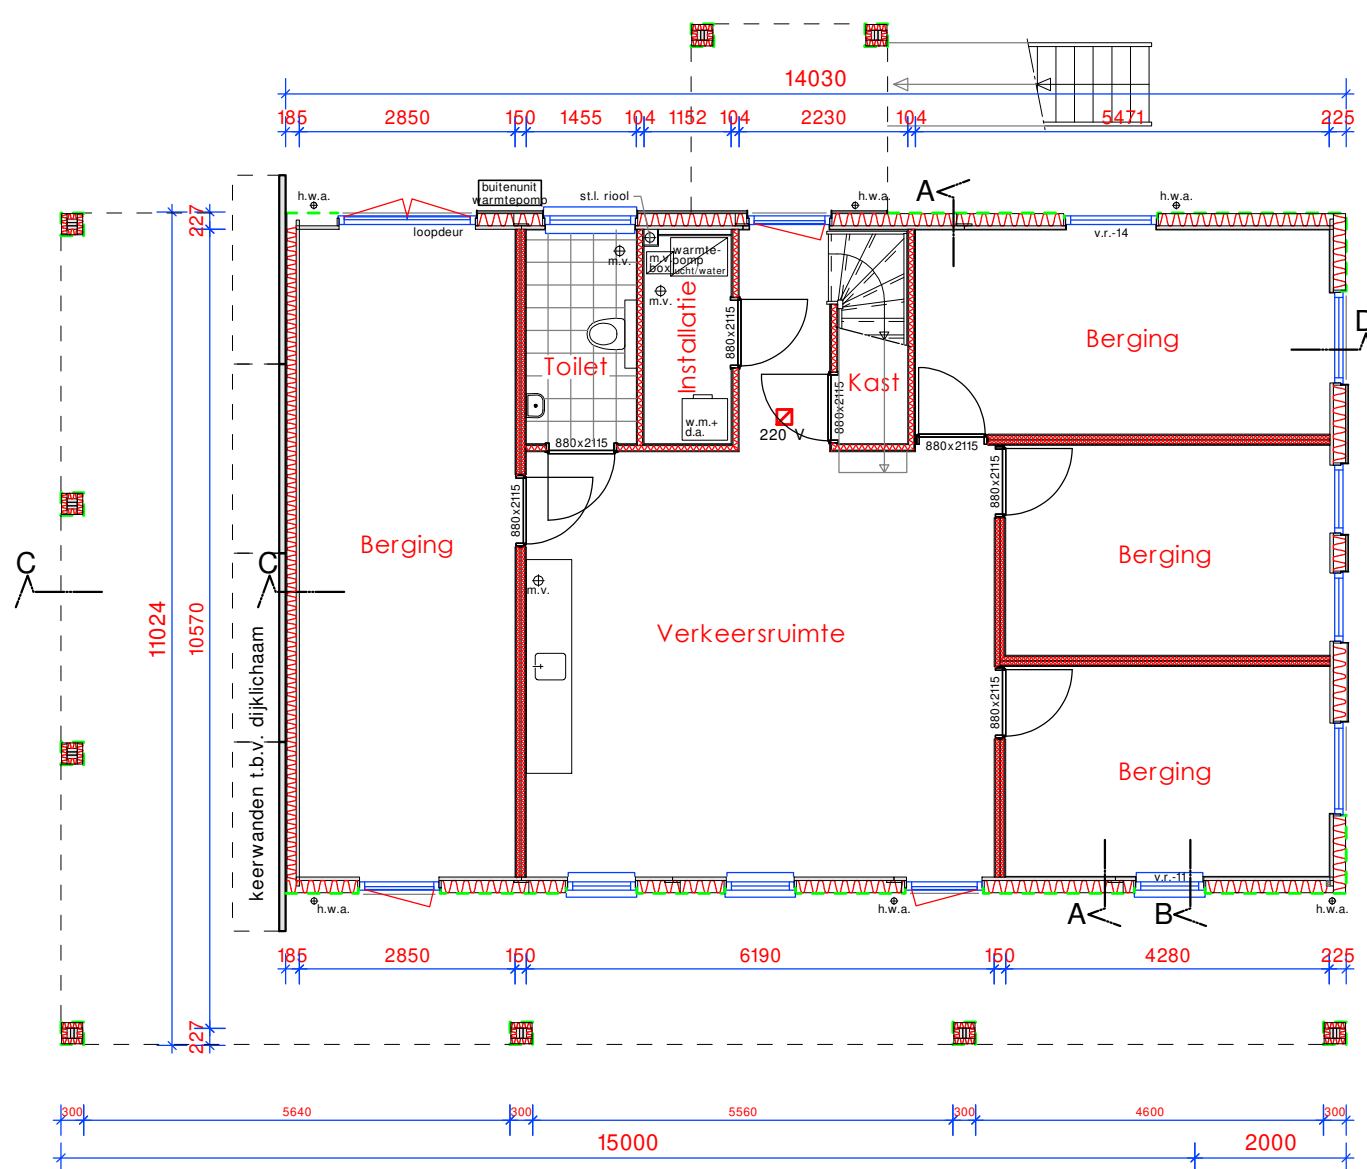 14030
185 2850 150 1455 104 1152 104 2230 104 5471 225
buitenunit
warmtepomp
st.l. riool
h.w.a.
h.w.a.
h.w.a.
A
loopdeur
v.r.-14
227
m.v.
m.v.
box
warmte-
pomp
lucht/water
m.v.
Installatie
880x2115
Toilet
Kast
880x2115
Berging
D
w.m.+
d.a.
220 V
880x2115
880x2115
880x2115
880x2115
Berging
Berging
C
C
m.v.
11024
10570
keerwanden t.b.v. dijklichaam
Verkeersruimte
880x2115
Berging
v.r.-11
h.w.a.
h.w.a.
h.w.a.
A
B
185 2850 150 6190 150 4280 225
227
300 5640 300 5560 300 4600 300
15000 2000